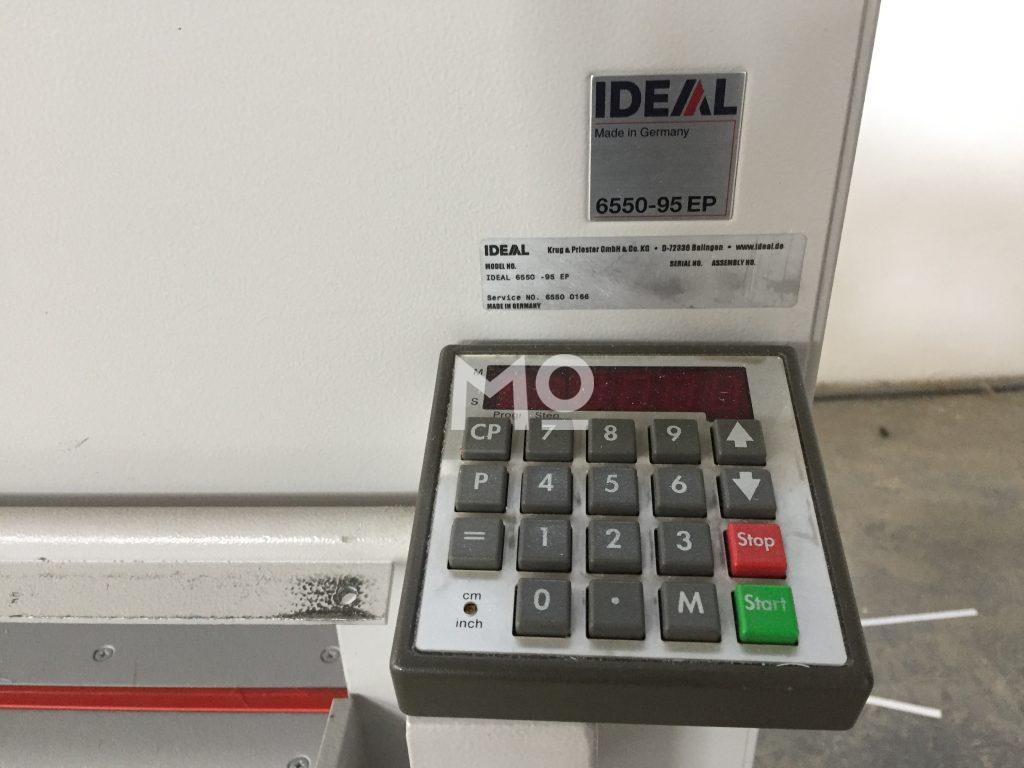 IDEAL
Made in Germany
6550-95 EP
IDEAL Krug & Priester GmbH & Co. KG • D-72336 Balingen • www.ideal.de
MODEL NO. SERIAL NO. ASSEMBLY NO.
IDEAL 6550 -95 EP
Service NO. 6550 0166
MADE IN GERMANY
MO
M
S
Progr. Step
CP 7 8 9
P 4 5 6
= 1 2 3 Stop
0 . M Start
cm
inch